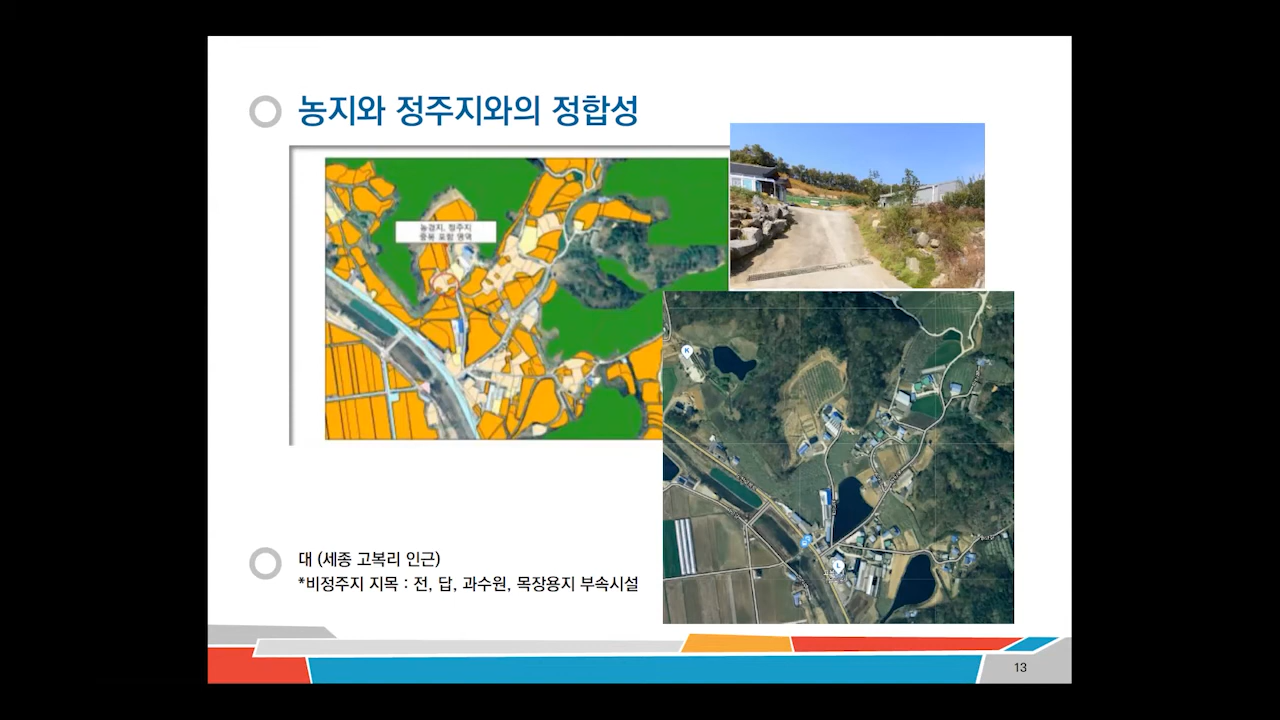 농지와 정주지와의 정합성
농경지, 정주지
중복 포함 영역
대 (세종 고복리 인근)
*비정주지 지목 : 전, 답, 과수원, 목장용지 부속시설
13